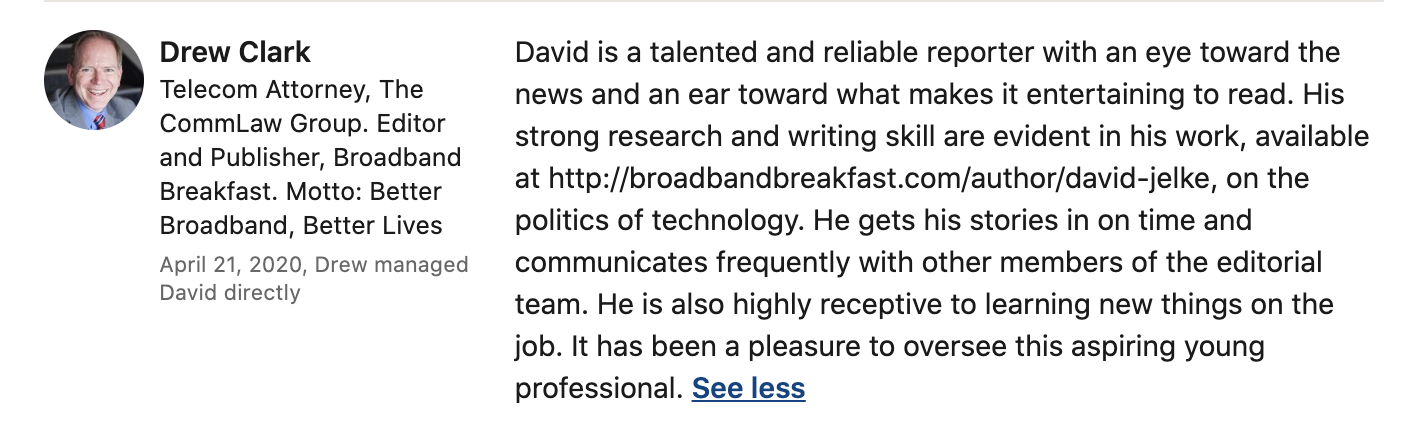 Drew Clark
Telecom Attorney, The
CommLaw Group. Editor
and Publisher, Broadband
Breakfast. Motto: Better
Broadband, Better Lives
April 21, 2020, Drew managed
David directly
David is a talented and reliable reporter with an eye toward the
news and an ear toward what makes it entertaining to read. His
strong research and writing skill are evident in his work, available
at http://broadbandbreakfast.com/author/david-jelke, on the
politics of technology. He gets his stories in on time and
communicates frequently with other members of the editorial
team. He is also highly receptive to learning new things on the
job. It has been a pleasure to oversee this aspiring young
professional. See less